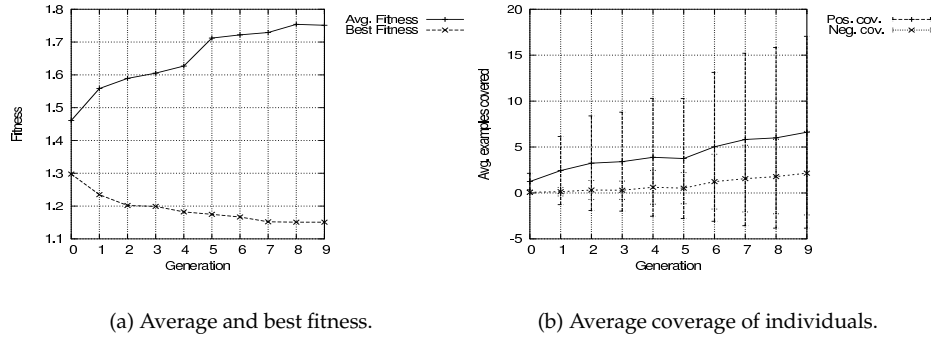 1.8
1.7
1.6
1.5
1.4
1.3
1.2
1.1
Fitness
0 1 2 3 4 5 6 7 8 9
Generation
Avg. Fitness
Best Fitness
(a) Average and best fitness.
20
15
10
5
0
-5
Avg. examples covered
0 1 2 3 4 5 6 7 8 9
Generation
Pos. cov.
Neg. cov.
(b) Average coverage of individuals.